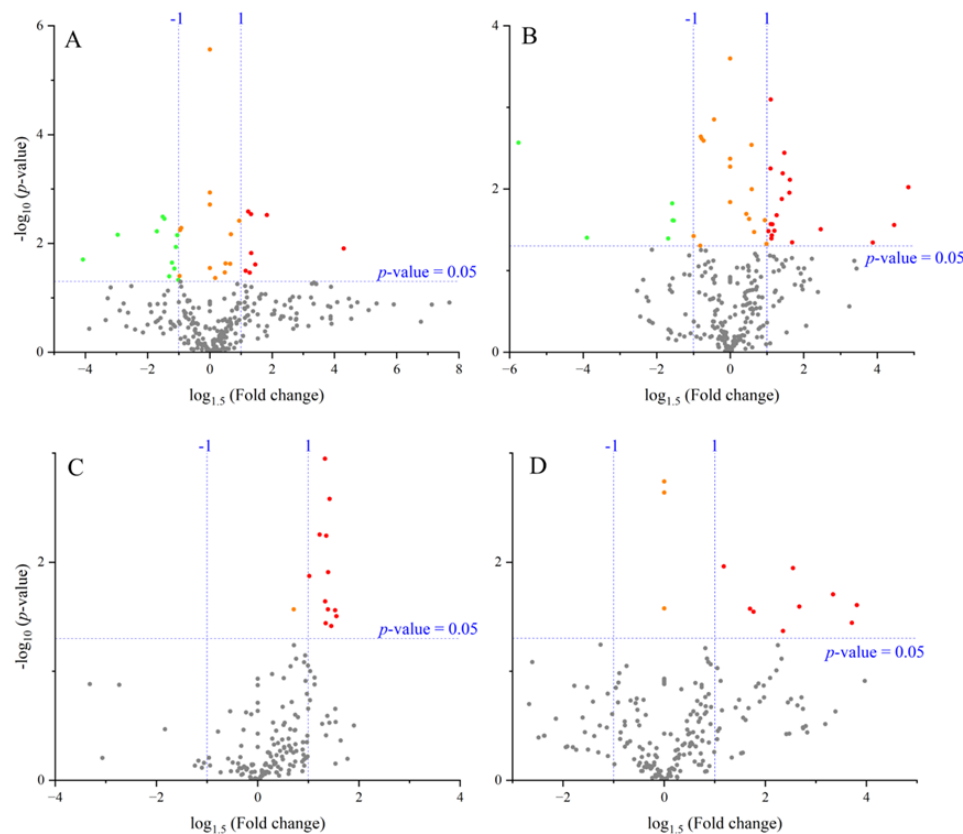 A
-1 1
6
4
2
0
-log10 (p-value)
p-value = 0.05
−4 −2 0 2 4 6 8
log1.5 (Fold change)
B
-1 1
4
2
0
p-value = 0.05
−6 −4 −2 0 2 4
log1.5 (Fold change)
C
-1 1
2
0
-log10 (p-value)
p-value = 0.05
−4 −2 0 2 4
log1.5 (Fold change)
D
-1 1
2
0
p-value = 0.05
−2 0 2 4
log1.5 (Fold change)